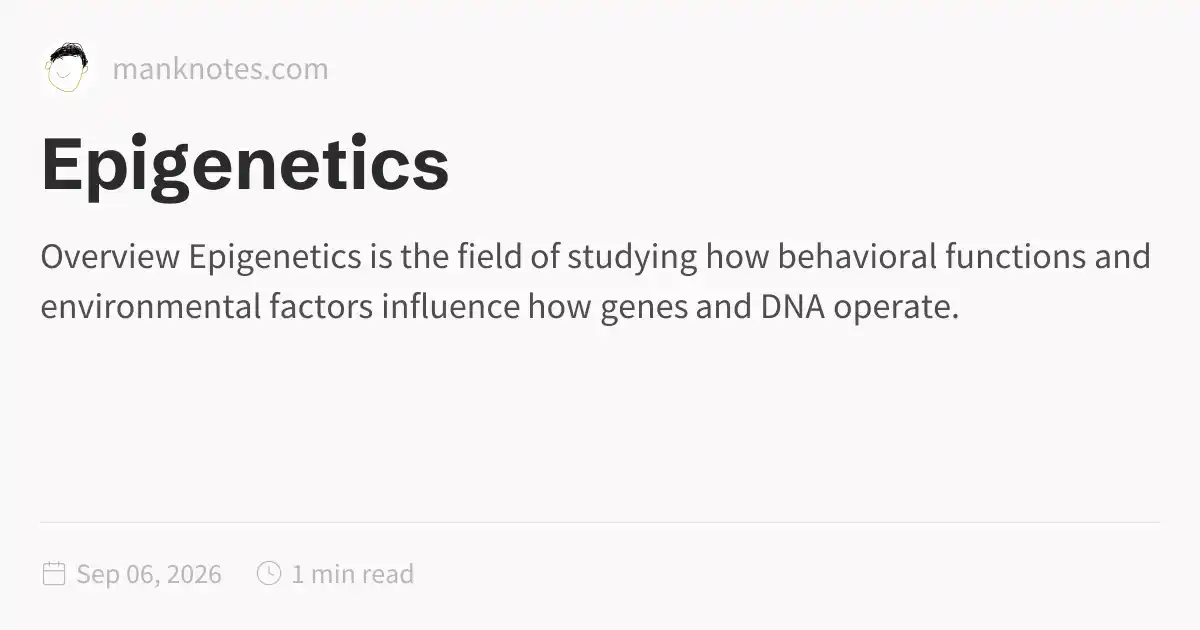 manknotes.com
Epigenetics
Overview Epigenetics is the field of studying how behavioral functions and
environmental factors influence how genes and DNA operate.
Sep 06, 2026 1 min read